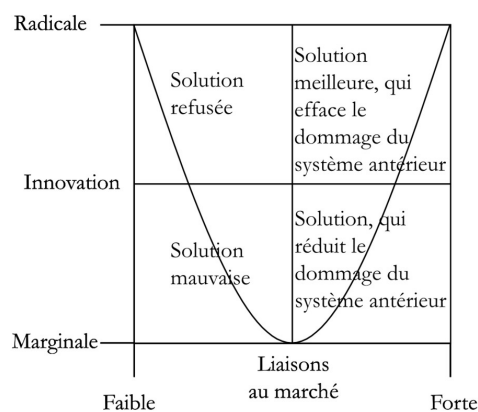 Radicale
Solution
refusée
Solution
meilleure, qui
efface le
dommage du
système antérieur
Innovation
Solution
mauvaise
Solution, qui
réduit le
dommage du
système antérieur
Marginale
Liaisons
au marché
Faible
Forte